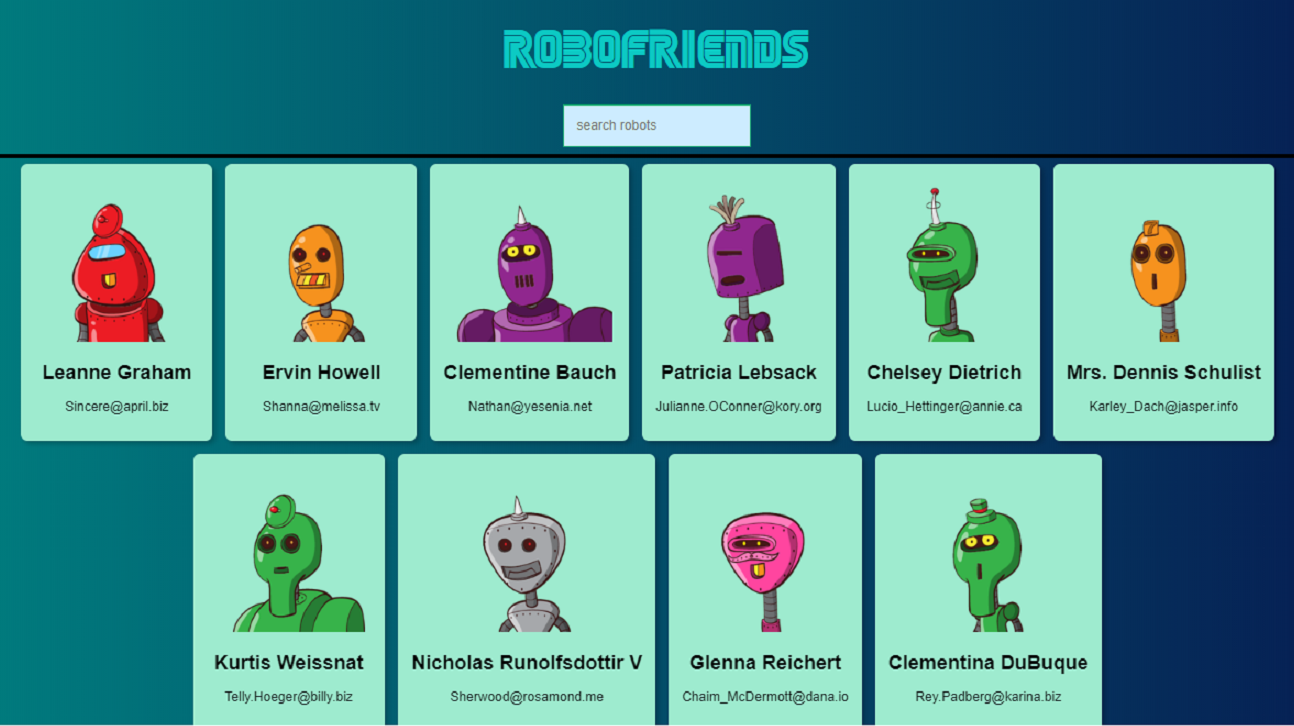 ROBOFRIENDS
search robots
Leanne Graham
Sincere@april.biz
Ervin Howell
Shanna@melissa.tv
Clementine Bauch
Nathan@yesenia.net
Patricia Lebsack
Julianne.OConner@kory.org
Chelsey Dietrich
Lucio_Hettinger@annie.ca
Mrs. Dennis Schulist
Karley_Dach@jasper.info
Kurtis Weissnat
Telly.Hoeger@billy.biz
Nicholas Runolfsdottir V
Sherwood@rosamond.me
Glenna Reichert
Chaim_McDermott@dana.io
Clementina DuBuque
Rey.Padberg@karina.biz